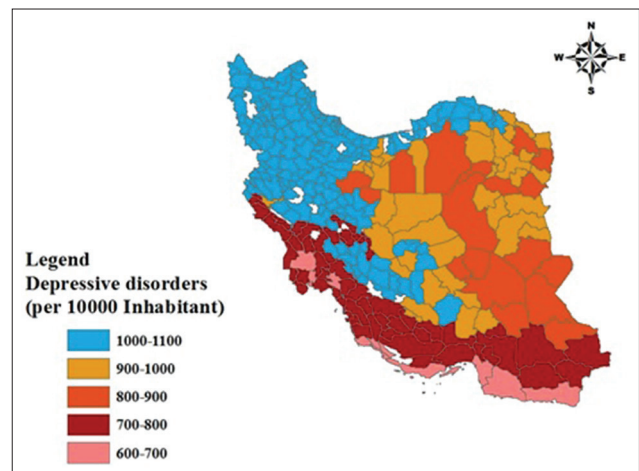 N
W E
S
Legend
Depressive disorders
(per 10000 Inhabitant)
1000-1100
900-1000
800-900
700-800
600-700